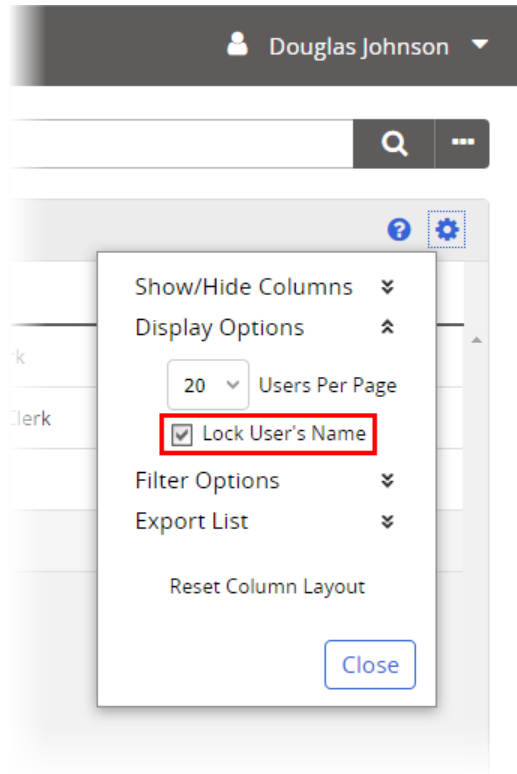 Douglas Johnson
Show/Hide Columns
Display Options
20 Users Per Page
Lock User's Name
Clerk
Filter Options
Export List
Reset Column Layout
Close